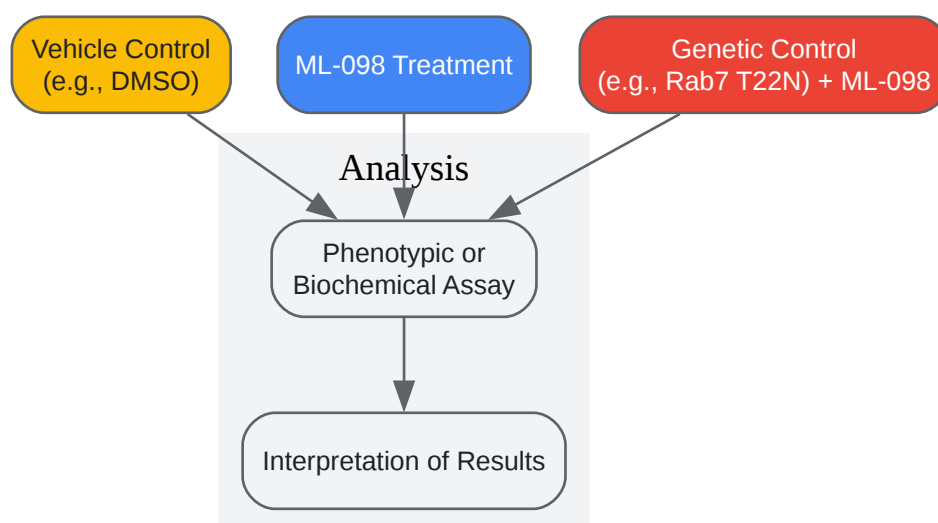 Vehicle Control
(e.g., DMSO)
ML-098 Treatment
Genetic Control
(e.g., Rab7 T22N) + ML-098
Analysis
Phenotypic or
Biochemical Assay
Interpretation of Results